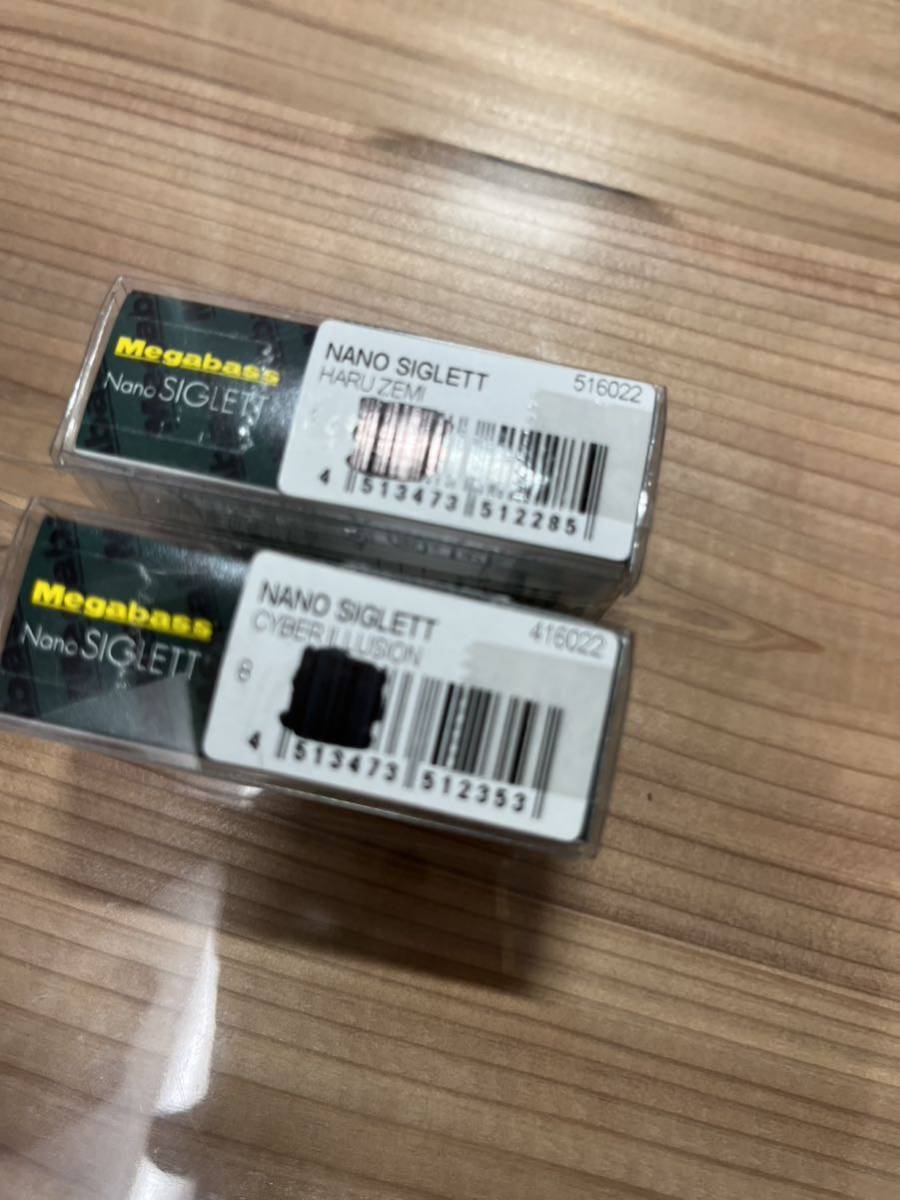 Megabass
Nano SIGLETT
NANO SIGLETT 516022
HARU ZEMI
4 513473 512285
Megabass
Nano SIGLETT
NANO SIGLETT 416022
CYBER ILLUSION
4 513473 512353